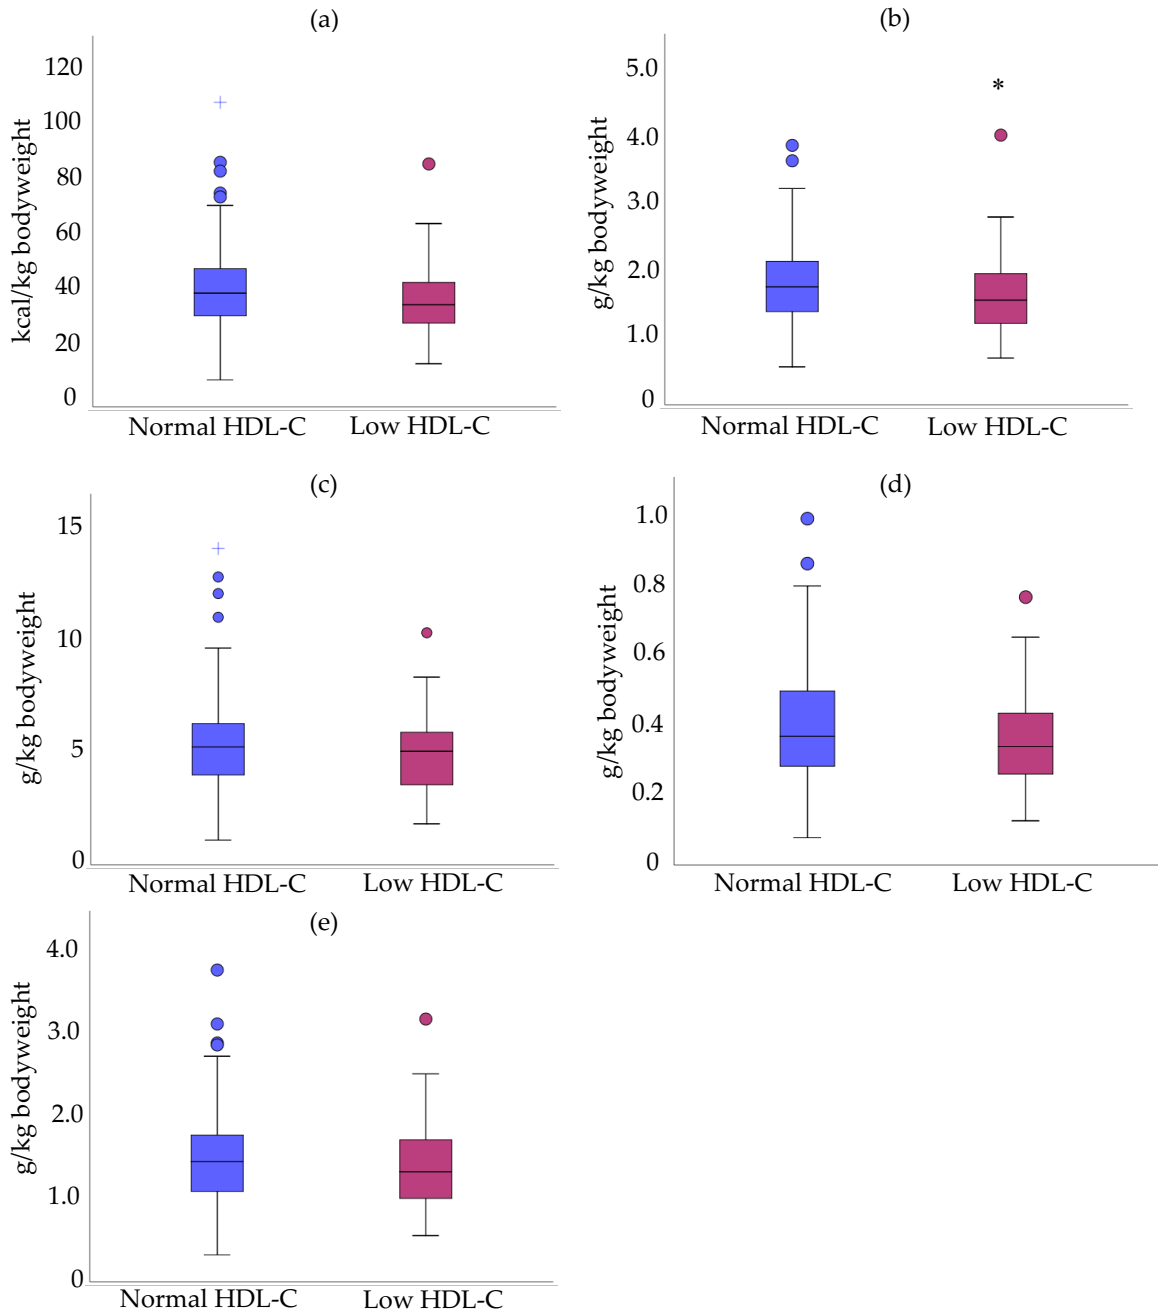 (a)
120
100
80
60
40
20
0
kcal/kg bodyweight
Normal HDL-C Low HDL-C
(b)
5.0
4.0
3.0
2.0
1.0
0
g/kg bodyweight
*
Normal HDL-C Low HDL-C
(c)
15
10
5
0
g/kg bodyweight
Normal HDL-C Low HDL-C
(d)
1.0
0.8
0.6
0.4
0.2
0
g/kg bodyweight
Normal HDL-C Low HDL-C
(e)
4.0
3.0
2.0
1.0
0
g/kg bodyweight
Normal HDL-C Low HDL-C